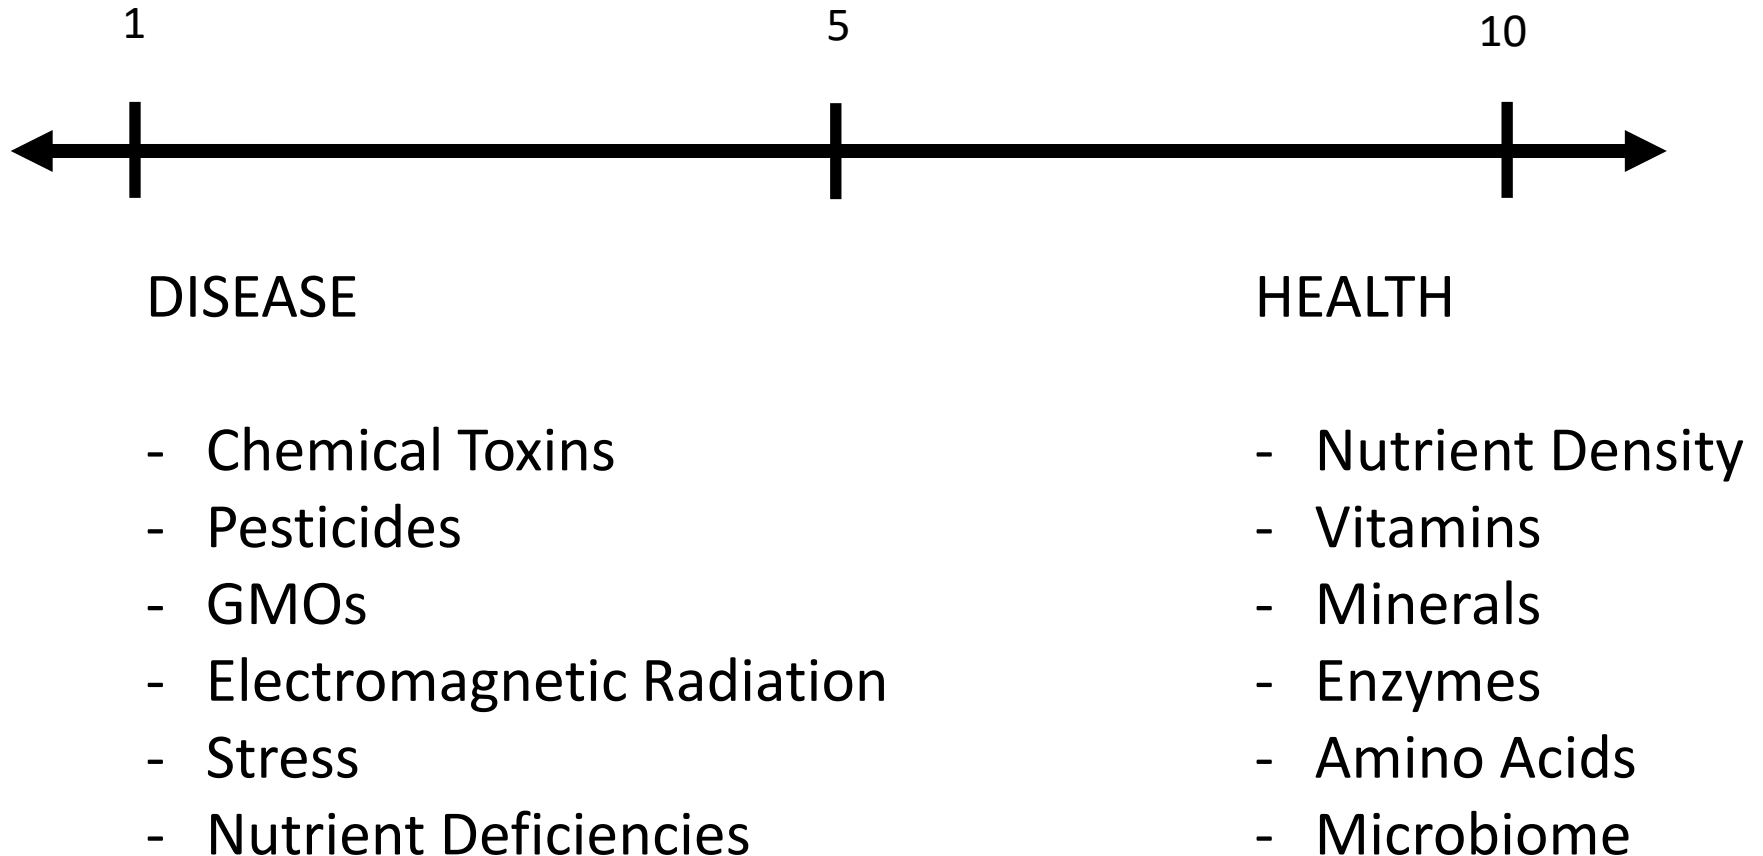 1 5 10
DISEASE HEALTH
- Chemical Toxins - Nutrient Density
- Pesticides - Vitamins
- GMOs - Minerals
- Electromagnetic Radiation - Enzymes
- Stress - Amino Acids
- Nutrient Deficiencies - Microbiome